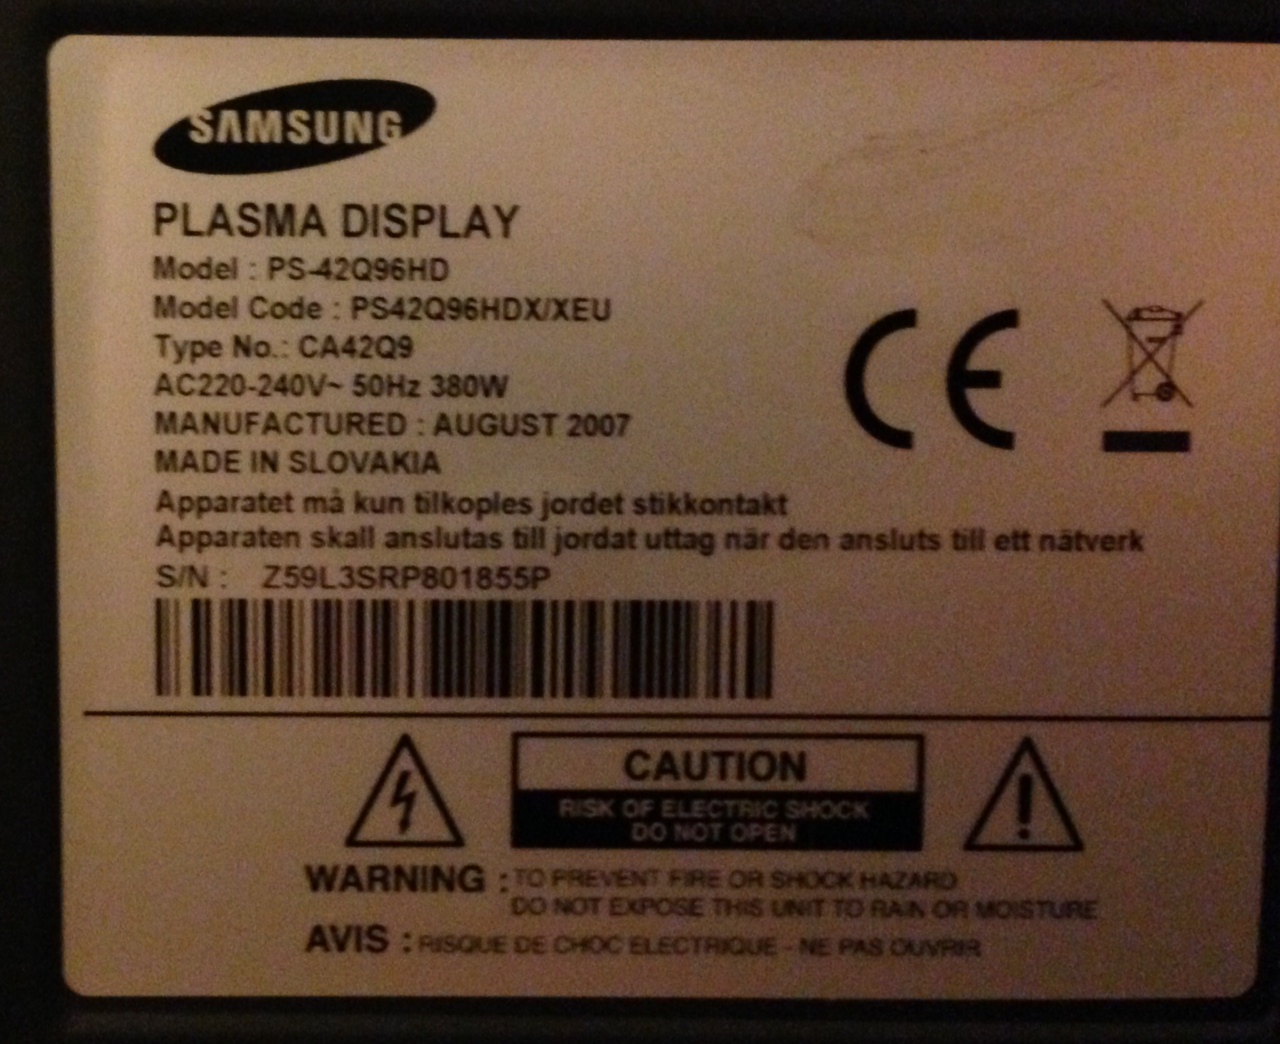 SAMSUNG
PLASMA DISPLAY
Model : PS-42Q96HD
Model Code : PS42Q96HDX/XEU
Type No.: CA42Q9
AC220-240V~ 50Hz 380W
MANUFACTURED : AUGUST 2007
MADE IN SLOVAKIA
Apparatet må kun tilkoples jordet stikkontakt
Apparaten skall anslutas till jordat uttag när den ansluts till ett nätverk
S/N : Z59L3SRP801855P
CE
CAUTION
RISK OF ELECTRIC SHOCK
DO NOT OPEN
WARNING : TO PREVENT FIRE OR SHOCK HAZARD
DO NOT EXPOSE THIS UNIT TO RAIN OR MOISTURE
AVIS : RISQUE DE CHOC ELECTRIQUE - NE PAS OUVRIR